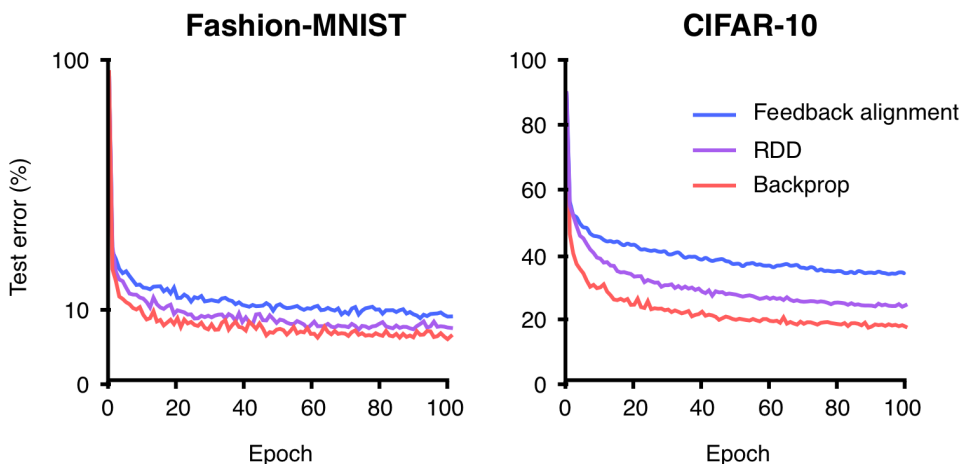 Fashion-MNIST
CIFAR-10
Test error (%)
100
10
0
0 20 40 60 80 100
Epoch
100
80
60
40
20
0
0 20 40 60 80 100
Epoch
Feedback alignment
RDD
Backprop